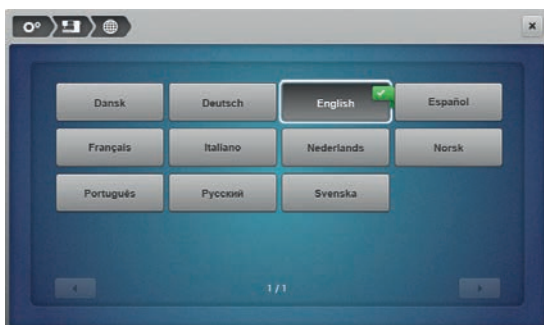 Dansk Deutsch English Español
Français Italiano Nederlands Norsk
Português Русский Svenska
1/1